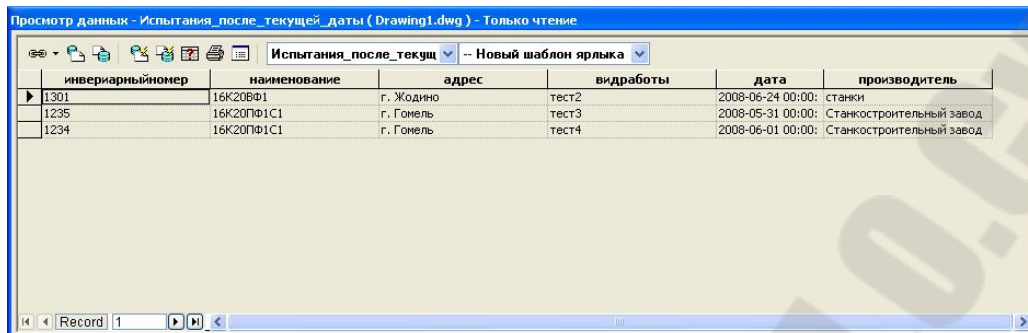 Просмотр данных - Испытания_после_текущей_даты ( Drawing1.dwg ) - Только чтение
Испытания_после_текущ -- Новый шаблон ярлыка
инвериарныйномер наименование адрес видработы дата производитель
1301 16К20ВФ1 г. Жодино тест2 2008-06-24 00:00: станки
1235 16К20ПФ1С1 г. Гомель тест3 2008-05-31 00:00: Станкостроительный завод
1234 16К20ПФ1С1 г. Гомель тест4 2008-06-01 00:00: Станкостроительный завод
Record 1